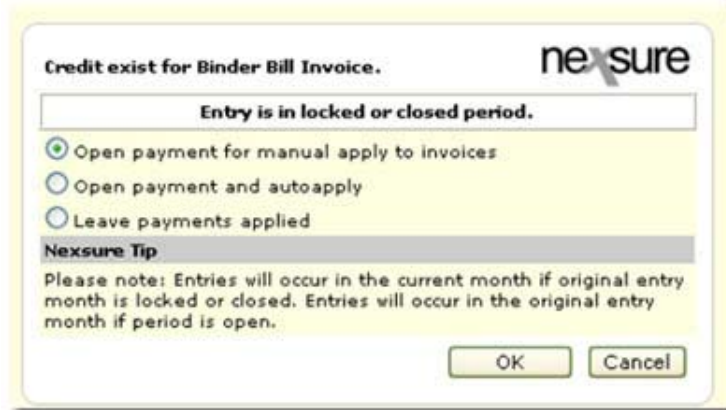 Credit exist for Binder Bill Invoice.
nexsure
Entry is in locked or closed period.
Open payment for manual apply to invoices
Open payment and autoapply
Leave payments applied
Nexsure Tip
Please note: Entries will occur in the current month if original entry
month is locked or closed. Entries will occur in the original entry
month if period is open.
OK
Cancel